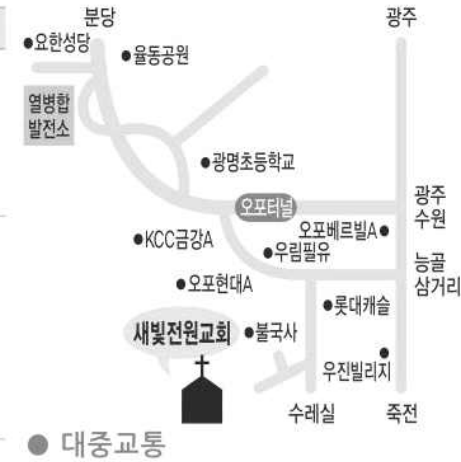 분당
광주
●요한성당
●율동공원
열병합
발전소
●광명초등학교
오포터널
광주
수원
오포베르빌A●
●KCC금강A
●우림필유
능골
삼거리
●오포현대A
●롯대캐슬
새빛전원교회
●불국사
우진빌리지
수레실
죽전
● 대중교통